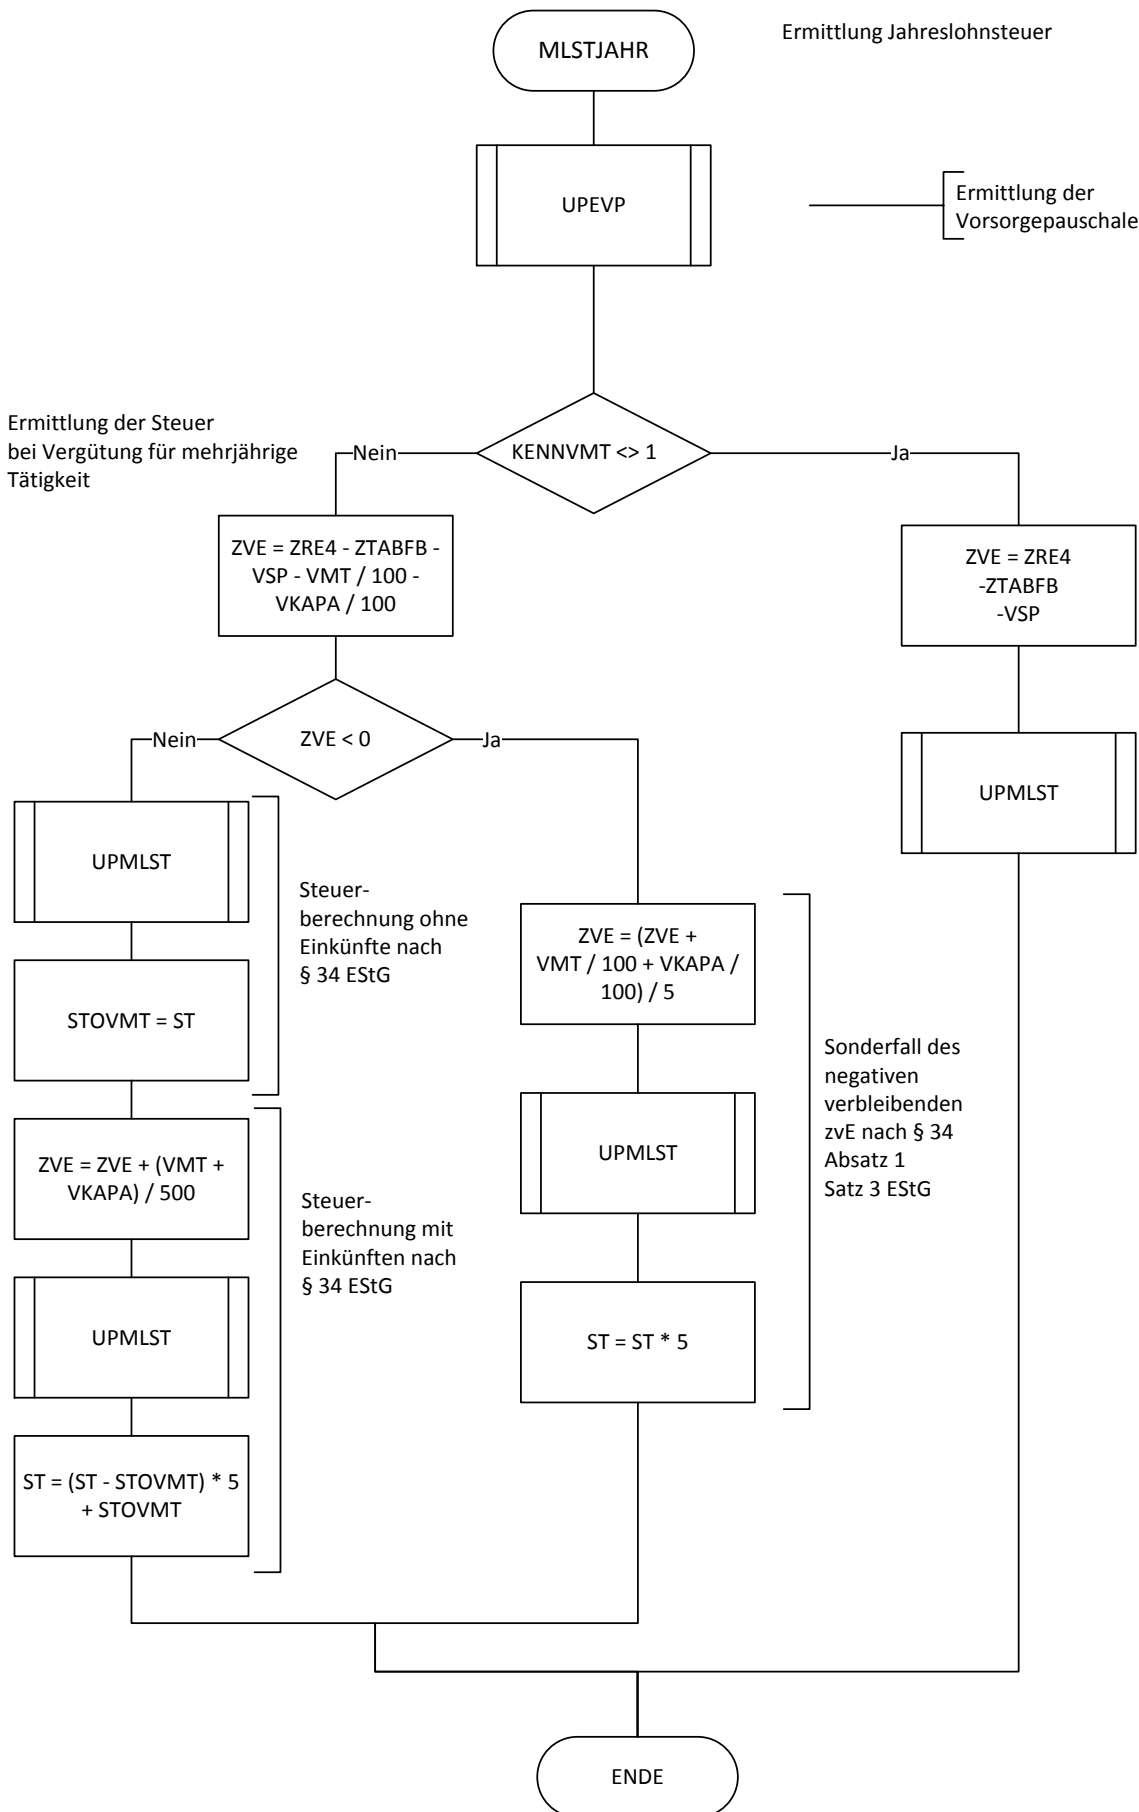 Ermittlung Jahreslohnsteuer
MLSTJAHR
UPEVP
Ermittlung der
Vorsorgepauschale
Ermittlung der Steuer
bei Vergütung für mehrjährige
Tätigkeit
Nein
KENNVMT <> 1
Ja
ZVE = ZRE4 - ZTABFB -
VSP - VMT / 100 -
VKAPA / 100
ZVE = ZRE4
-ZTABFB
-VSP
Nein
ZVE < 0
Ja
UPMLST
UPMLST
Steuer-
berechnung ohne
Einkünfte nach
§ 34 EStG
STOVMT = ST
ZVE = (ZVE +
VMT / 100 + VKAPA /
100) / 5
Sonderfall des
negativen
verbleibenden
zvE nach § 34
Absatz 1
Satz 3 EStG
UPMLST
ZVE = ZVE + (VMT +
VKAPA) / 500
Steuer-
berechnung mit
Einkünften nach
§ 34 EStG
UPMLST
ST = ST * 5
ST = (ST - STOVMT) * 5
+ STOVMT
ENDE